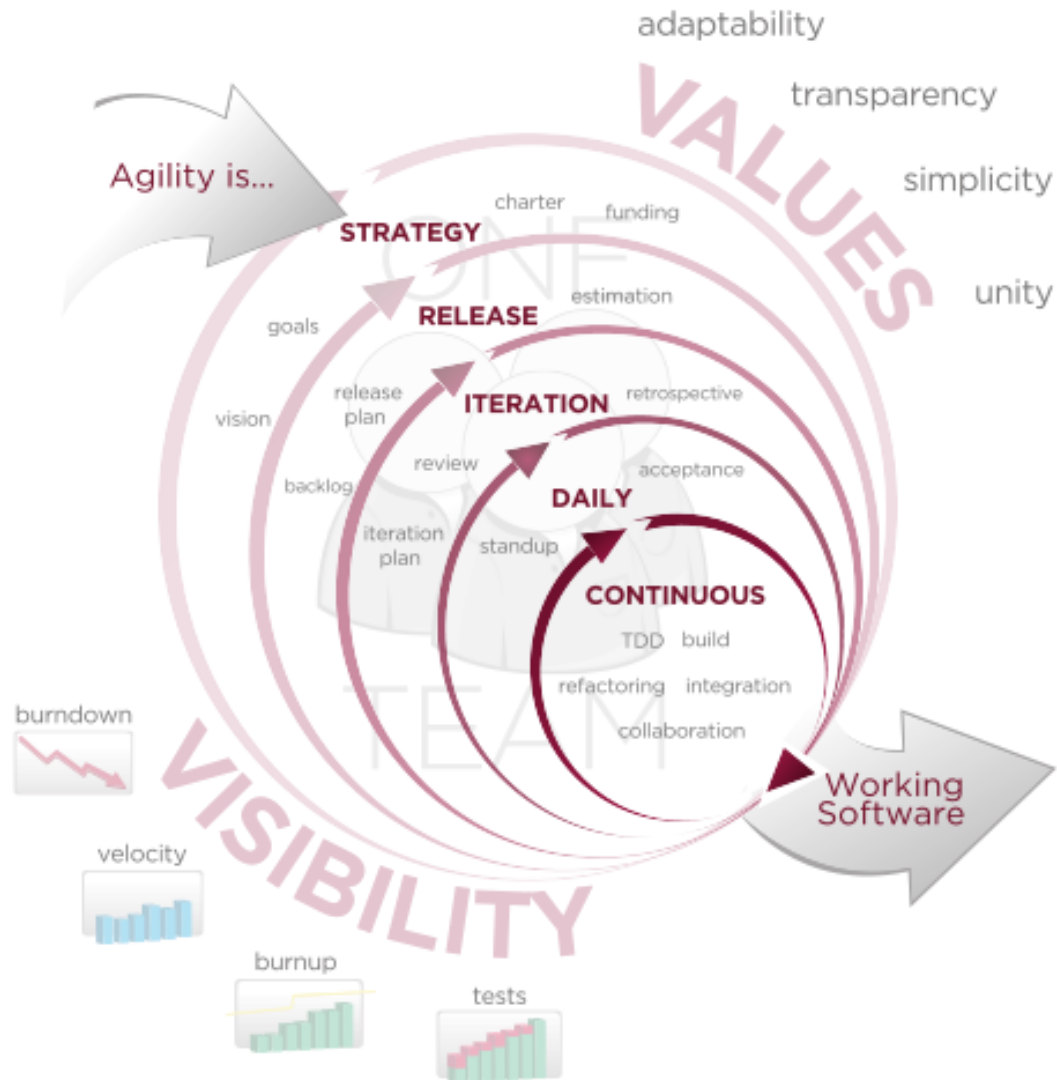 adaptability
transparency
simplicity
unity
VALUES
Agility is...
STRATEGY
charter
funding
goals
vision
RELEASE
estimation
release
plan
backlog
ITERATION
retrospective
review
iteration
plan
DAILY
acceptance
standup
CONTINUOUS
TDD build
refactoring integration
collaboration
ONE
TEAM
Working
Software
VISIBILITY
burndown
velocity
burnup
tests